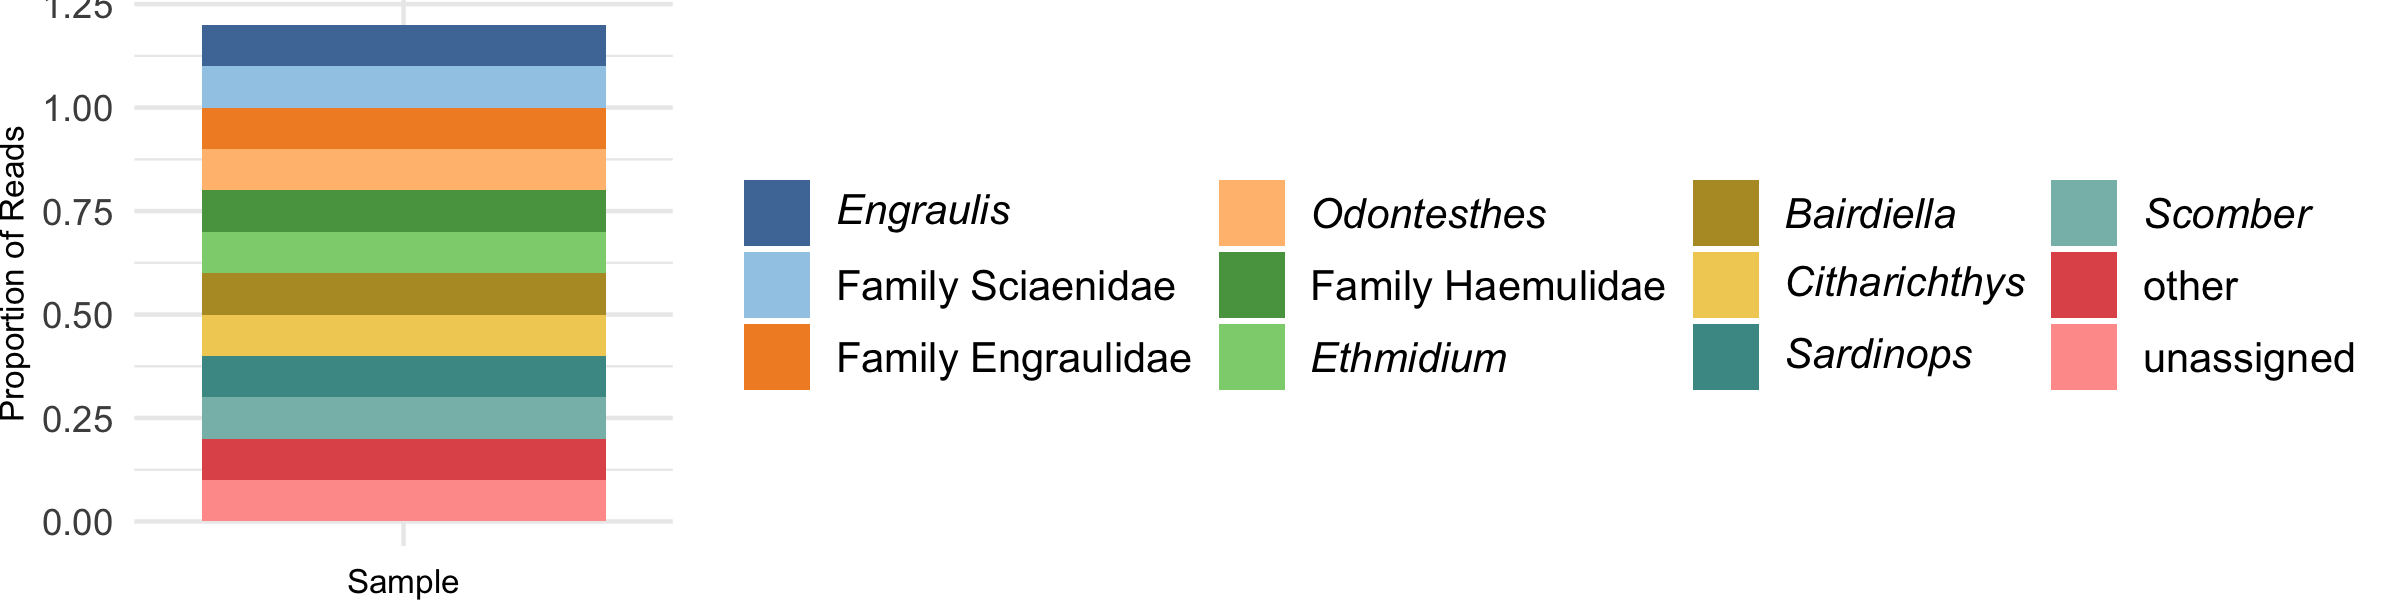 1.25
1.00
0.75
0.50
0.25
0.00
Proportion of Reads
Sample
Engraulis
Family Sciaenidae
Family Engraulidae
Odontesthes
Family Haemulidae
Ethmidium
Bairdiella
Citharichthys
Sardinops
Scomber
other
unassigned